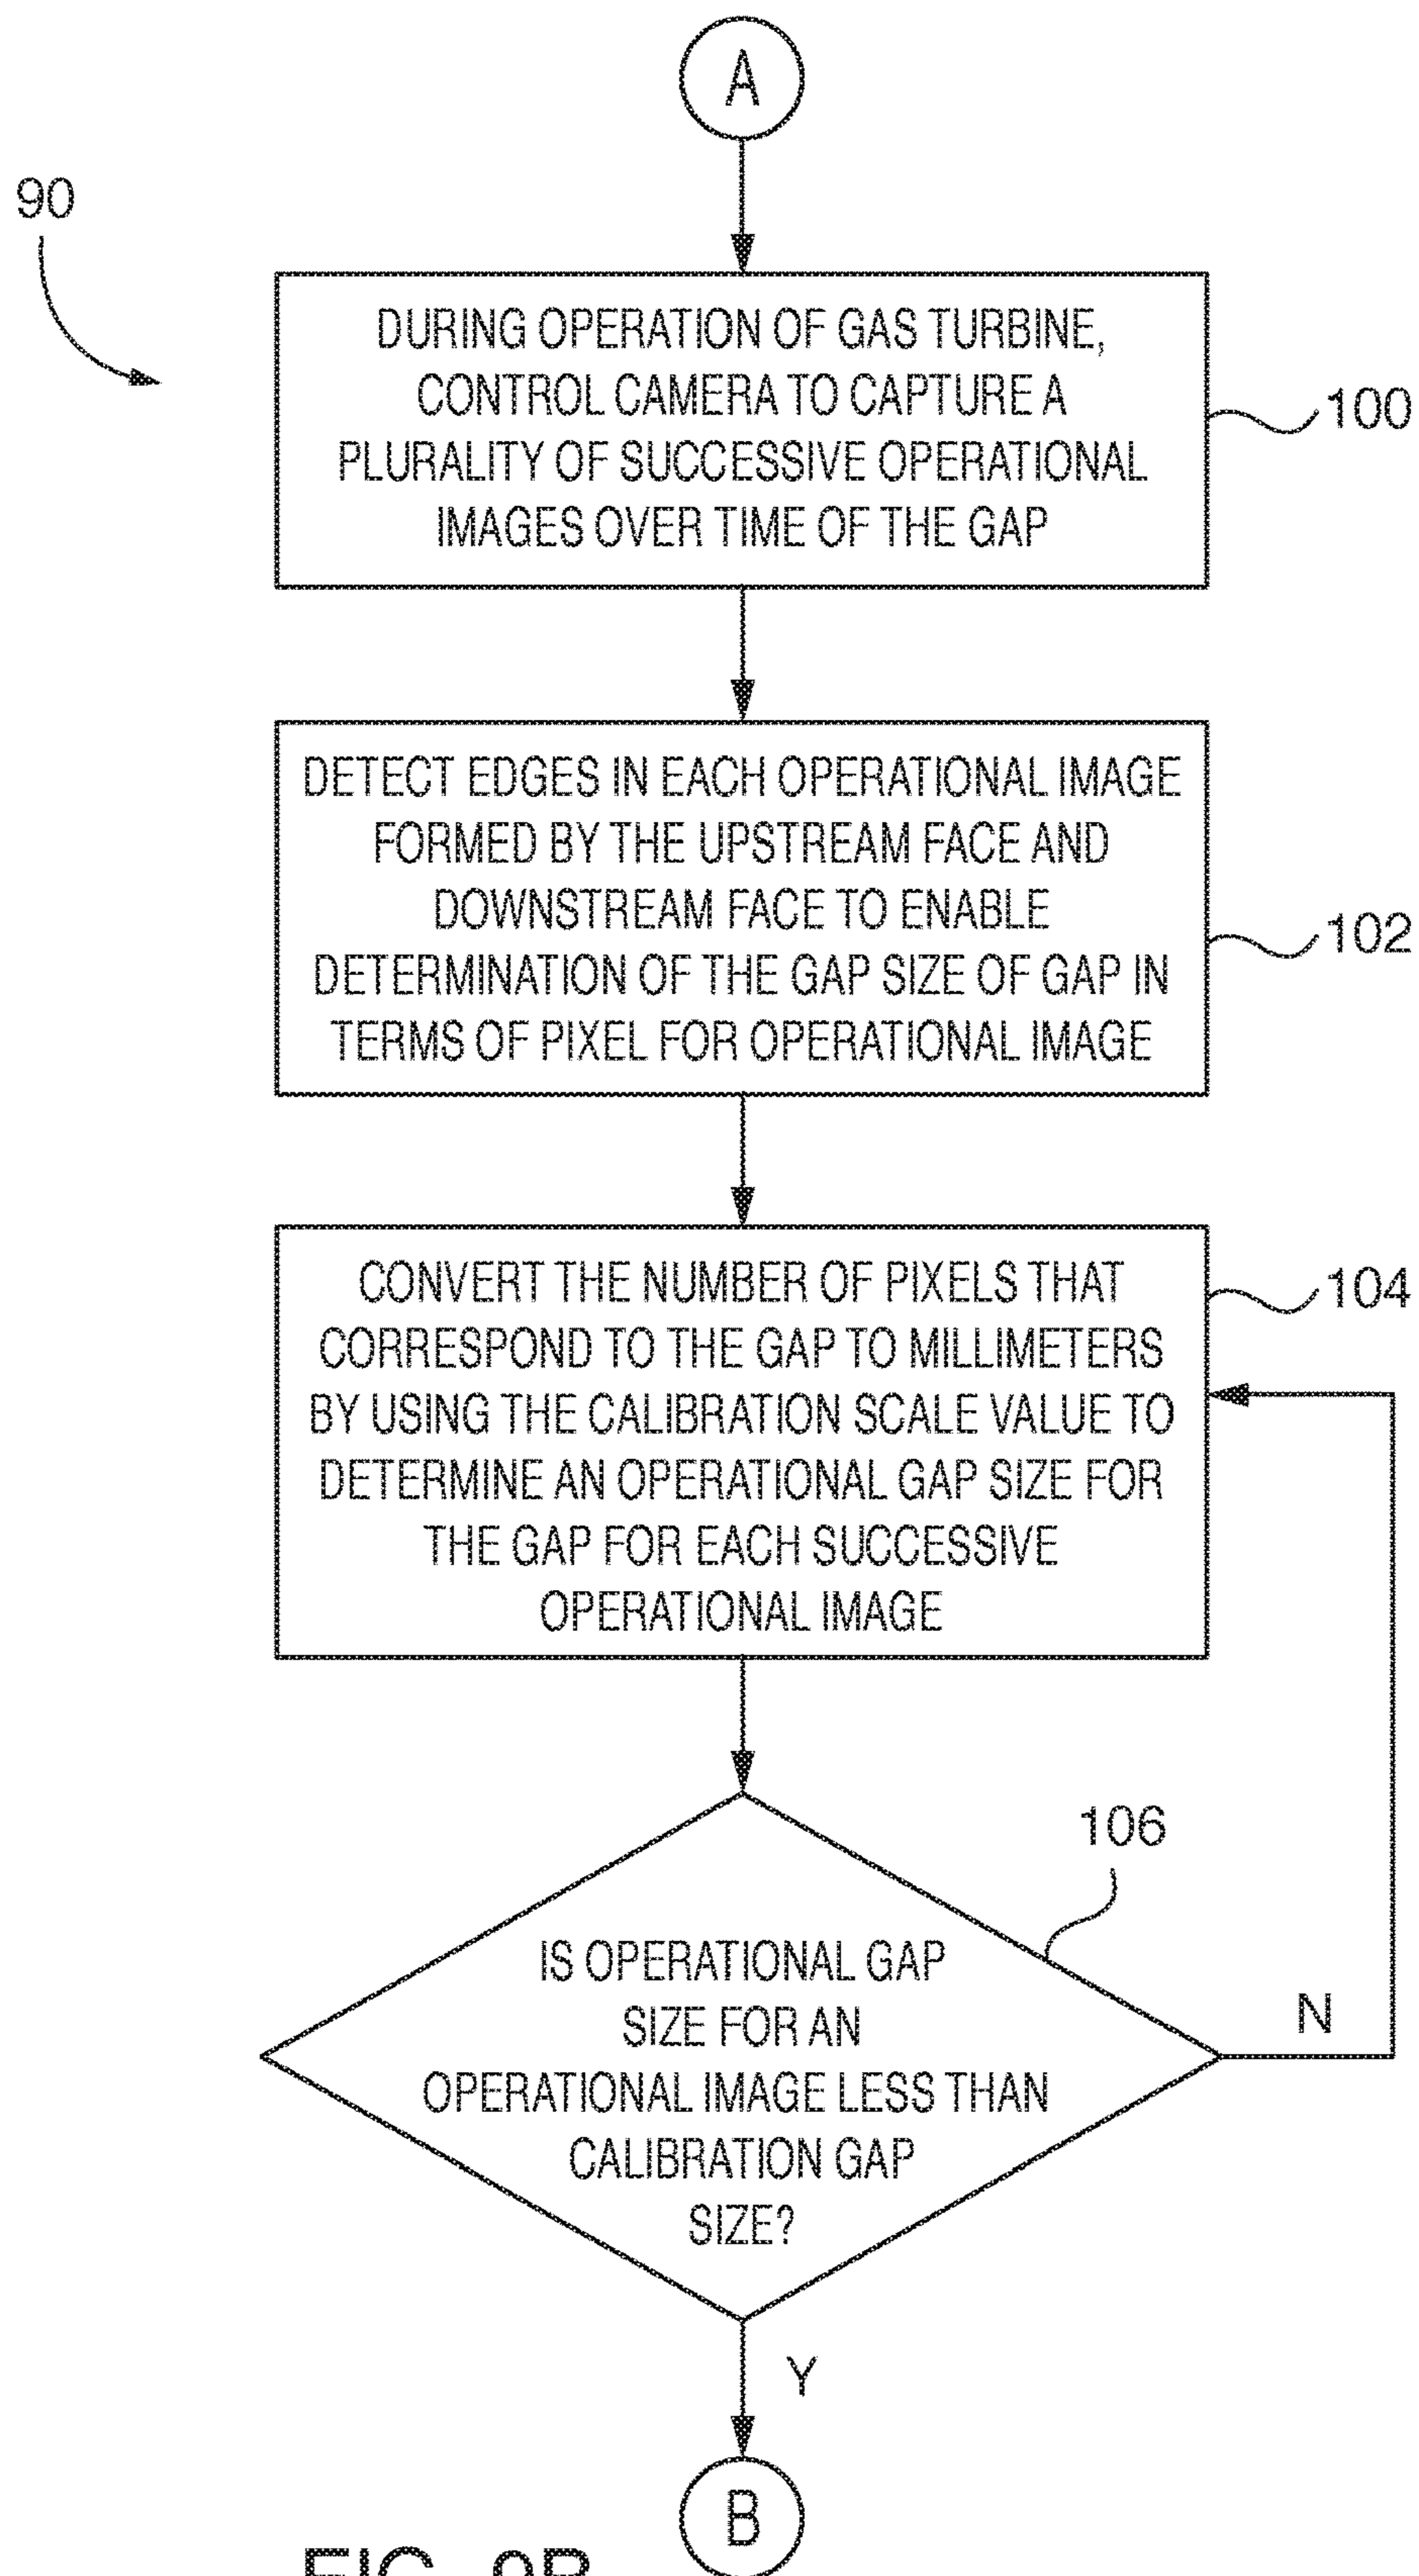 A
90
DURING OPERATION OF GAS TURBINE,
CONTROL CAMERA TO CAPTURE A
PLURALITY OF SUCCESSIVE OPERATIONAL
IMAGES OVER TIME OF THE GAP
100
DETECT EDGES IN EACH OPERATIONAL IMAGE
FORMED BY THE UPSTREAM FACE AND
DOWNSTREAM FACE TO ENABLE
DETERMINATION OF THE GAP SIZE OF GAP IN
TERMS OF PIXEL FOR OPERATIONAL IMAGE
102
CONVERT THE NUMBER OF PIXELS THAT
CORRESPOND TO THE GAP TO MILLIMETERS
BY USING THE CALIBRATION SCALE VALUE TO
DETERMINE AN OPERATIONAL GAP SIZE FOR
THE GAP FOR EACH SUCCESSIVE
OPERATIONAL IMAGE
104
106
IS OPERATIONAL GAP
SIZE FOR AN
OPERATIONAL IMAGE LESS THAN
CALIBRATION GAP
SIZE?
N
Y
B
FIG.